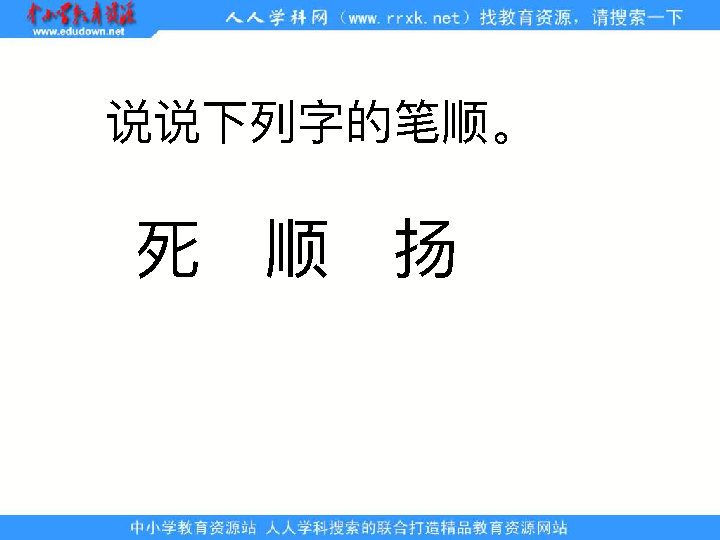 中小学教育资源
www.edudown.net
人人学科网（www.rrxk.net）找教育资源，请搜索一下
说说下列字的笔顺。
死 顺 扬
中小学教育资源站 人人学科搜索的联合打造精品教育资源网站